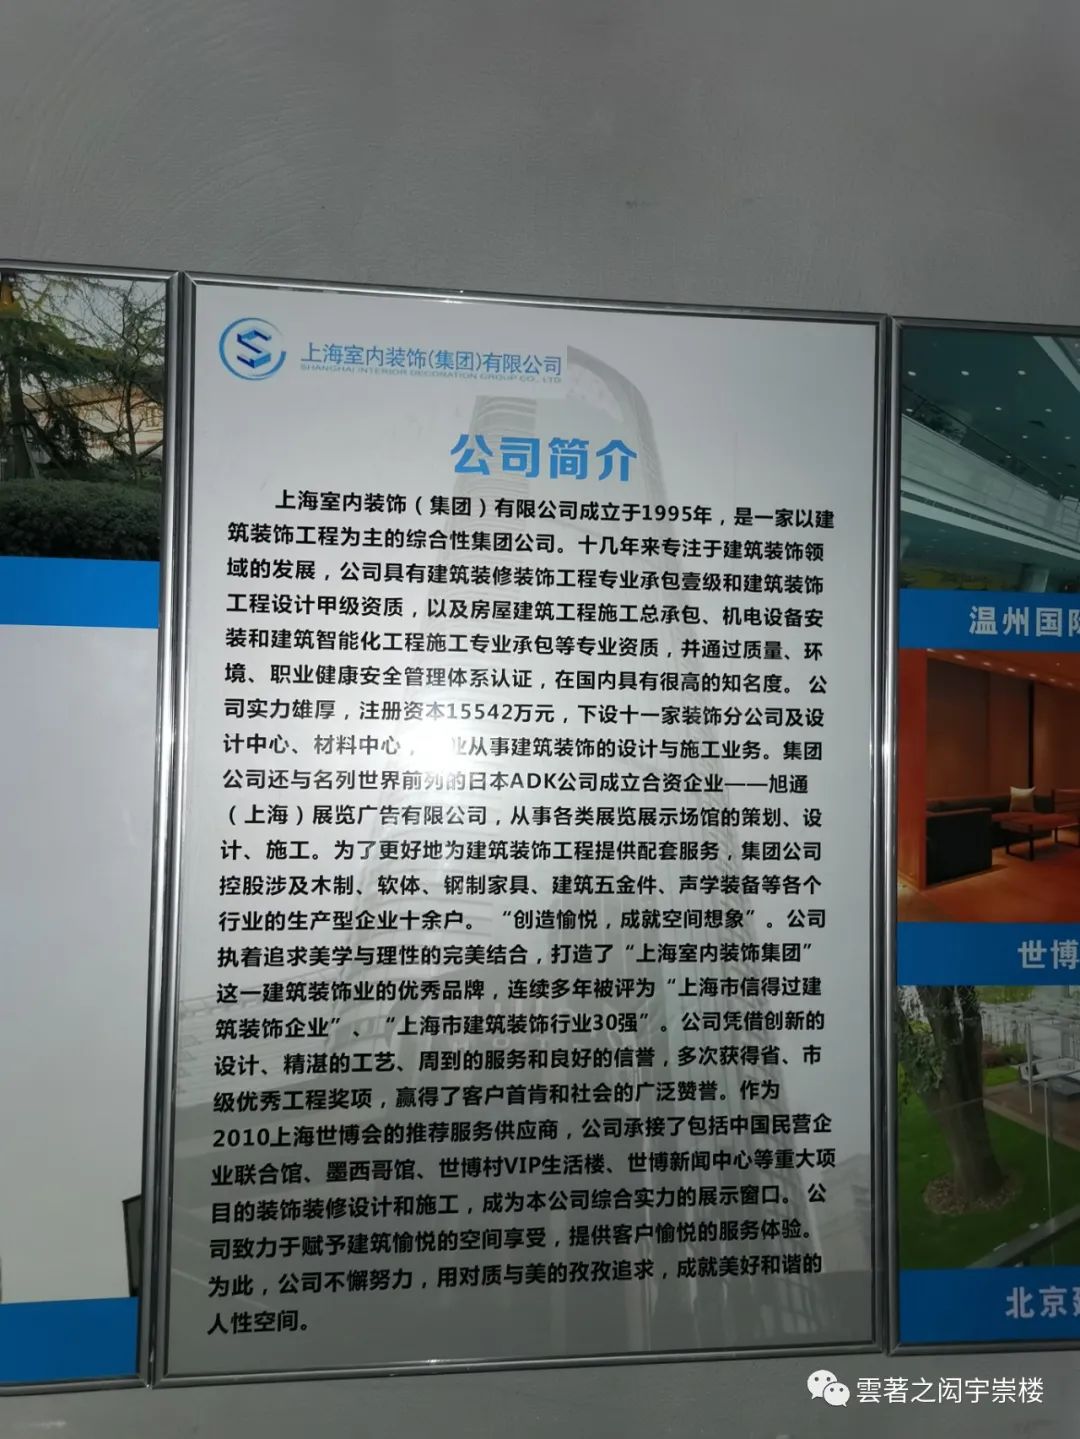 上海室内装饰(集团)有限公司
SHANGHAI INTERIOR DECORATION GROUP CO., LTD
公司简介
上海室内装饰（集团）有限公司成立于1995年，是一家以建
筑装饰工程为主的综合性集团公司。十几年来专注于建筑装饰领
域的发展，公司具有建筑装修装饰工程专业承包壹级和建筑装饰
工程设计甲级资质，以及房屋建筑工程施工总承包、机电设备安
装和建筑智能化工程施工专业承包等专业资质，并通过质量、环
境、职业健康安全管理体系认证，在国内具有很高的知名度。公
司实力雄厚，注册资本15542万元，下设十一家装饰分公司及设
计中心、材料中心，业从事建筑装饰的设计与施工业务。集团
公司还与名列世界前列的日本ADK公司成立合资企业——旭通
（上海）展览广告有限公司，从事各类展览展示场馆的策划、设
计、施工。为了更好地为建筑装饰工程提供配套服务，集团公司
控股涉及木制、软体、钢制家具、建筑五金件、声学装备等各个
行业的生产型企业十余户。“创造愉悦，成就空间想象”。公司
执着追求美学与理性的完美结合，打造了“上海室内装饰集团”
这一建筑装饰业的优秀品牌，连续多年被评为“上海市信得过建
筑装饰企业”、“上海市建筑装饰行业30强”。公司凭借创新的
设计、精湛的工艺、周到的服务和良好的信誉，多次获得省、市
级优秀工程奖项，赢得了客户首肯和社会的广泛赞誉。作为
2010上海世博会的推荐服务供应商，公司承接了包括中国民营企
业联合馆、墨西哥馆、世博村VIP生活楼、世博新闻中心等重大项
目的装饰装修设计和施工，成为本公司综合实力的展示窗口。公
司致力于赋予建筑愉悦的空间享受，提供客户愉悦的服务体验。
为此，公司不懈努力，用对质与美的孜孜追求，成就美好和谐的
人性空间。
温州国际
世博
北京
雲著之闳宇崇楼